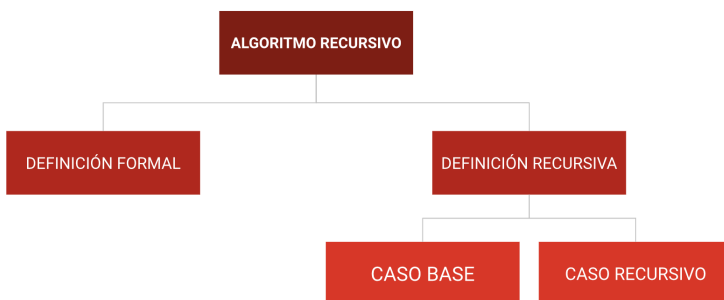 ALGORITMO RECURSIVO
DEFINICIÓN FORMAL
DEFINICIÓN RECURSIVA
CASO BASE
CASO RECURSIVO